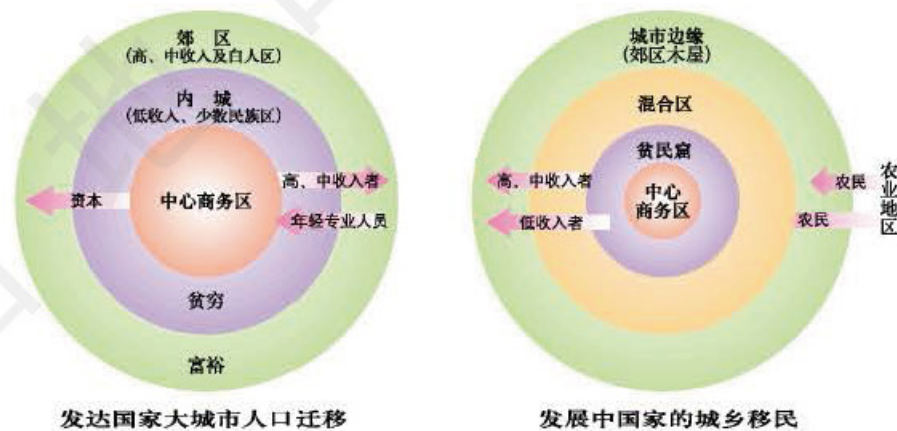 郊 区
(高、中收入及白人区)
内 城
(低收入、少数民族区)
中心商务区
资本
高、中收入者
年轻专业人员
贫穷
富裕
发达国家大城市人口迁移
城市边缘
(郊区木屋)
混合区
贫民窟
中心
商务区
高、中收入者
低收入者
农民
农民
农业地区
发展中国家的城乡移民